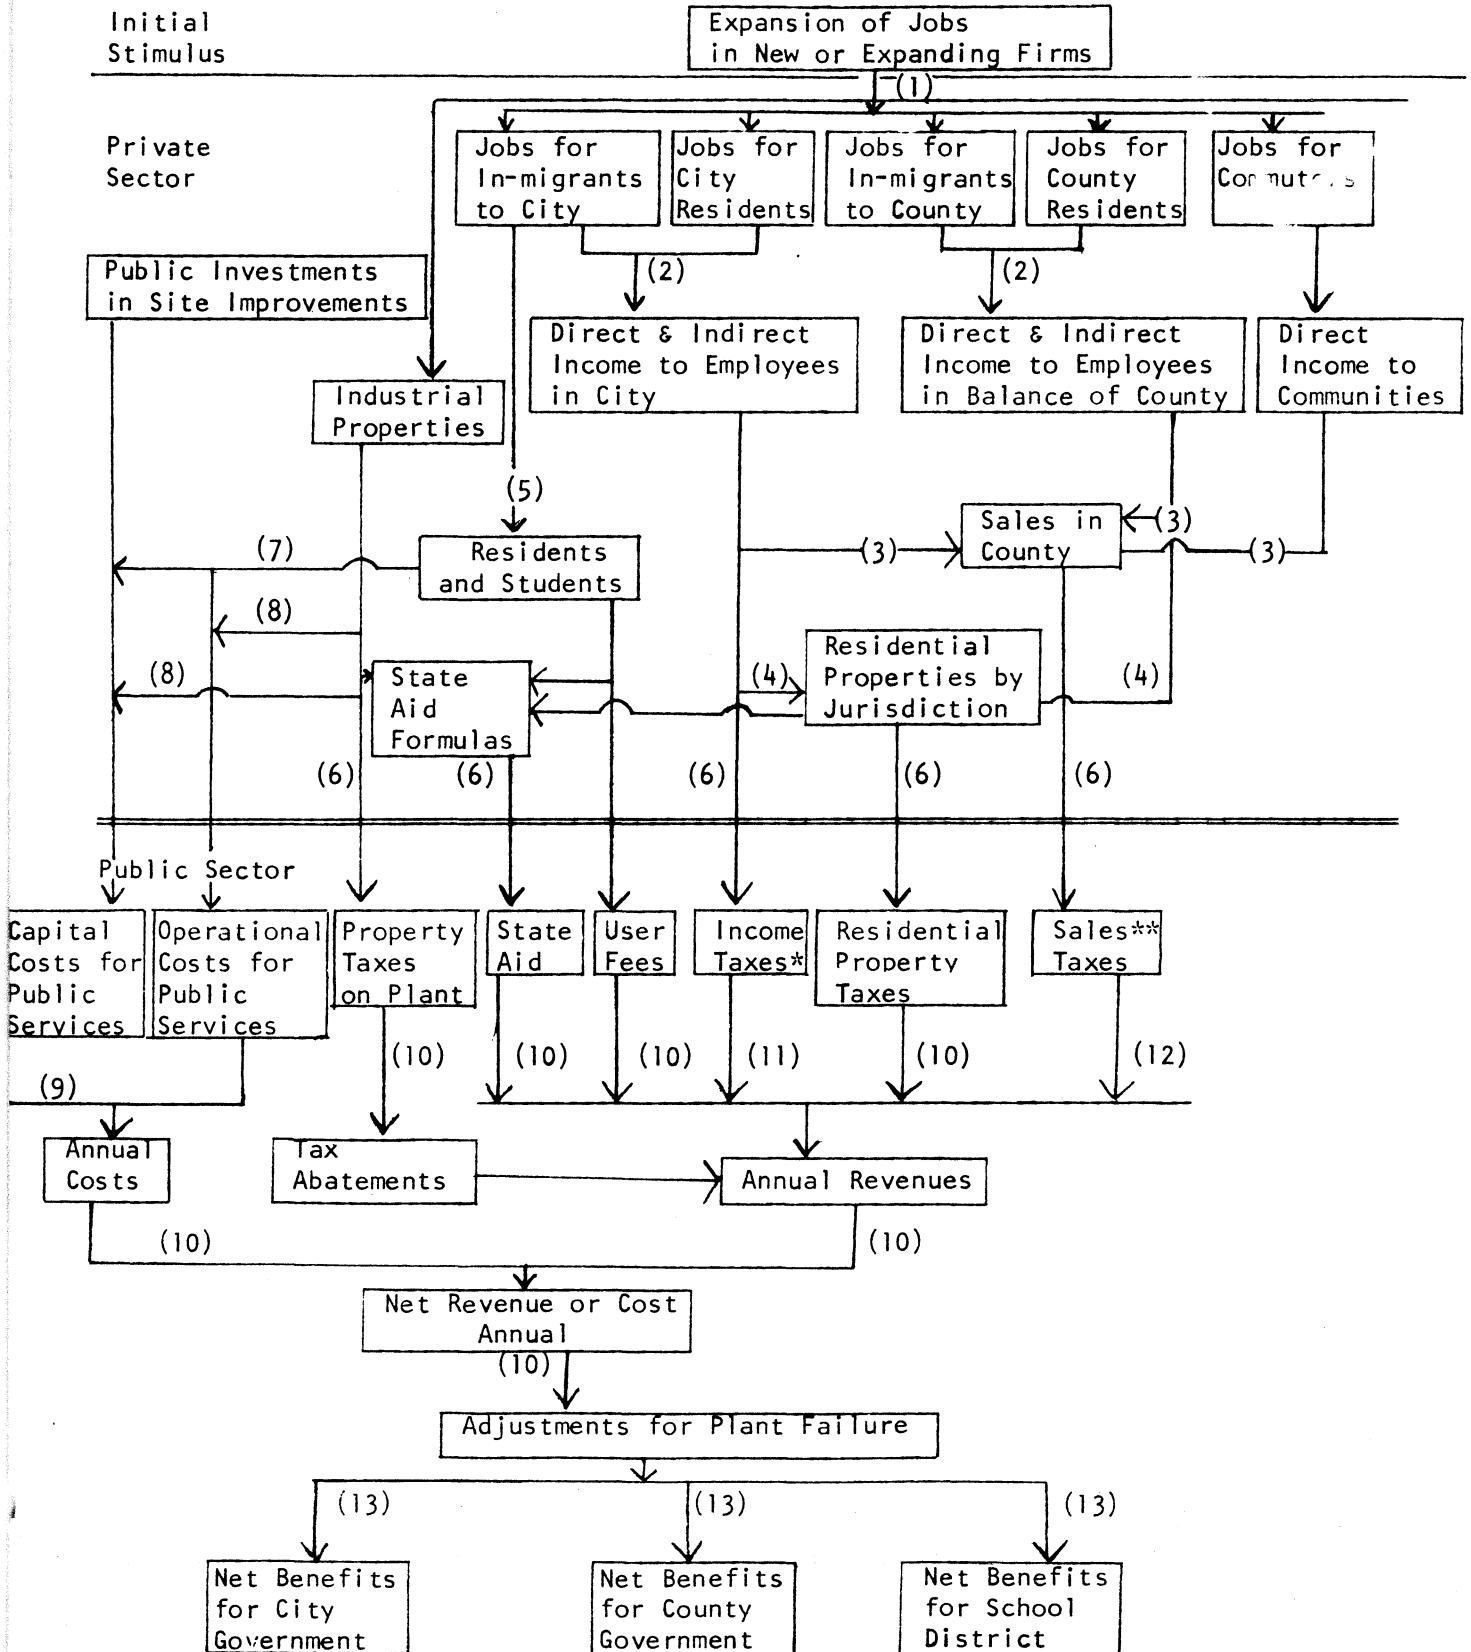 Initial
Stimulus
Expansion of Jobs
in New or Expanding Firms
(1)
Private
Sector
Jobs for
In-migrants
to City
Jobs for
City
Residents
Jobs for
In-migrants
to County
Jobs for
County
Residents
Jobs for
Public Investments
in Site Improvements
(2)
(2)
Direct & Indirect
Income to Employees
in City
Direct & Indirect
Income to Employees
in Balance of County
Direct
Income to
Communities
Industrial
Properties
(5)
Sales in
County
(3)
(3)
(3)
Residents
and Students
(7)
(8)
(8)
State
Aid
Formulas
Residential
Properties by
Jurisdiction
(4)
(4)
(6)
(6)
(6)
(6)
(6)
Public Sector
Capital
Costs for
Public
Services
Operational
Costs for
Public
Services
Property
Taxes
on Plant
State
Aid
User
Fees
Income
Taxes*
Residential
Property
Taxes
Sales**
Taxes
(9)
(10)
(10)
(10)
(11)
(10)
(12)
Annual
Costs
Tax
Abatements
Annual Revenues
(10)
(10)
Net Revenue or Cost
Annual
(10)
Adjustments for Plant Failure
(13)
(13)
(13)
Net Benefits
for City
Government
Net Benefits
for County
Government
Net Benefits
for School
District